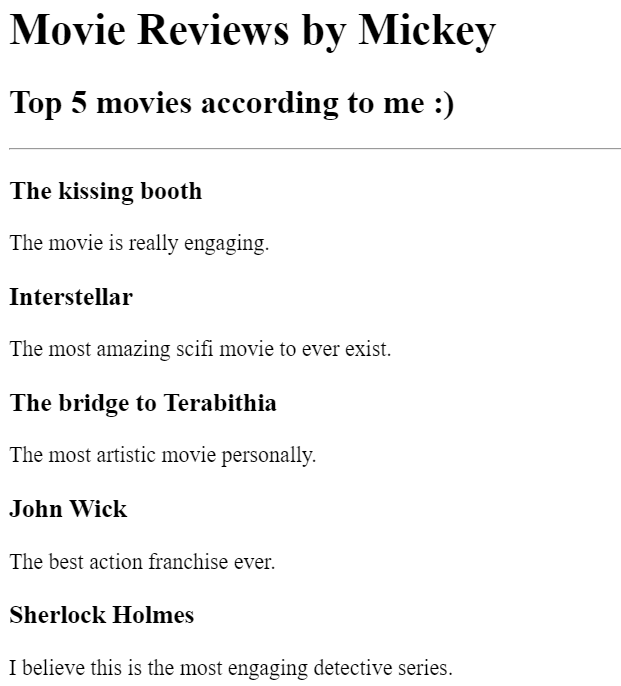 Movie Reviews by Mickey
Top 5 movies according to me :)
The kissing booth
The movie is really engaging.
Interstellar
The most amazing scifi movie to ever exist.
The bridge to Terabithia
The most artistic movie personally.
John Wick
The best action franchise ever.
Sherlock Holmes
I believe this is the most engaging detective series.